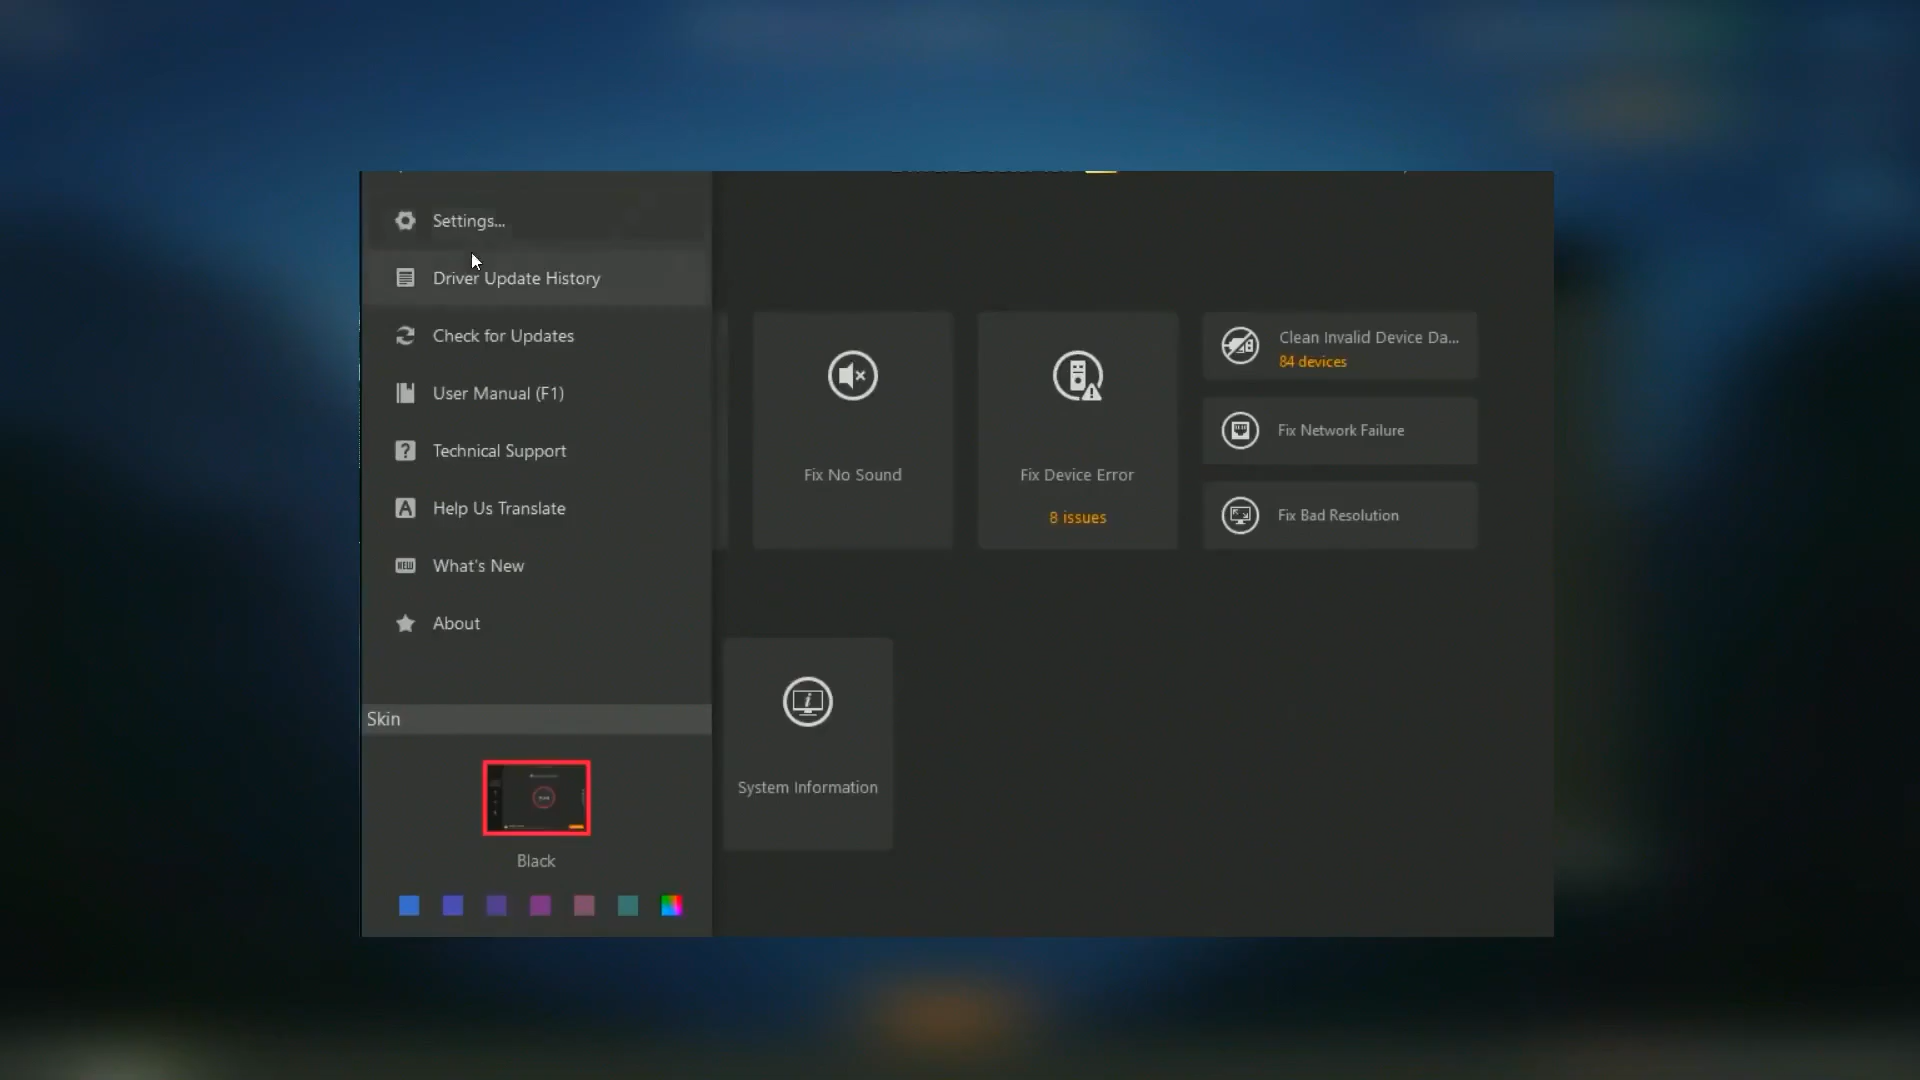 Settings...
Driver Update History
Check for Updates
User Manual (F1)
Technical Support
Help Us Translate
What's New
About
Skin
Black
Fix No Sound
Fix Device Error
8 issues
Clean Invalid Device Da...
84 devices
Fix Network Failure
Fix Bad Resolution
System Information